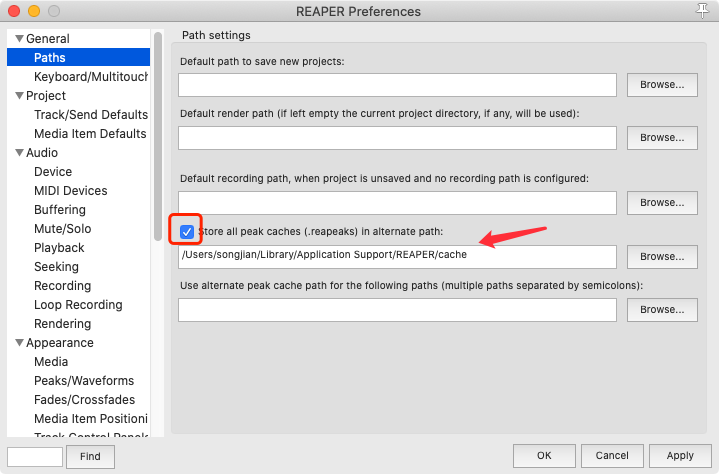 REAPER Preferences
General
Paths
Keyboard/Multitouch
Project
Track/Send Defaults
Media Item Defaults
Audio
Device
MIDI Devices
Buffering
Mute/Solo
Playback
Seeking
Recording
Loop Recording
Rendering
Appearance
Media
Peaks/Waveforms
Fades/Crossfades
Media Item Positioni
Track Control Panels
Find
Path settings
Default path to save new projects:
Browse...
Default render path (if left empty the current project directory, if any, will be used):
Browse...
Default recording path, when project is unsaved and no recording path is configured:
Browse...
Store all peak caches (.reapeaks) in alternate path:
/Users/songjian/Library/Application Support/REAPER/cache
Browse...
Use alternate peak cache path for the following paths (multiple paths separated by semicolons):
Browse...
OK
Cancel
Apply